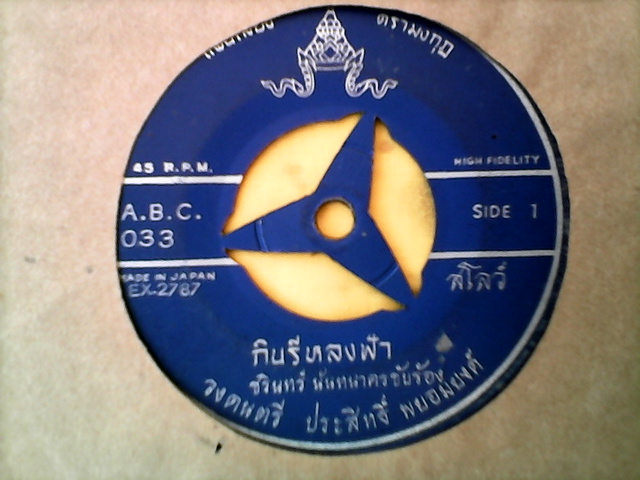 ตรามงกุฎ
45 R.P.M.
HIGH FIDELITY
A.B.C.
033
SIDE 1
MADE IN JAPAN
EX-2787
สโลว์
กินรีหลงฟ้า
ชรินทร์ นันทนาครขับร้อง
วงดนตรี ประสิทธิ์ พยอมยงค์